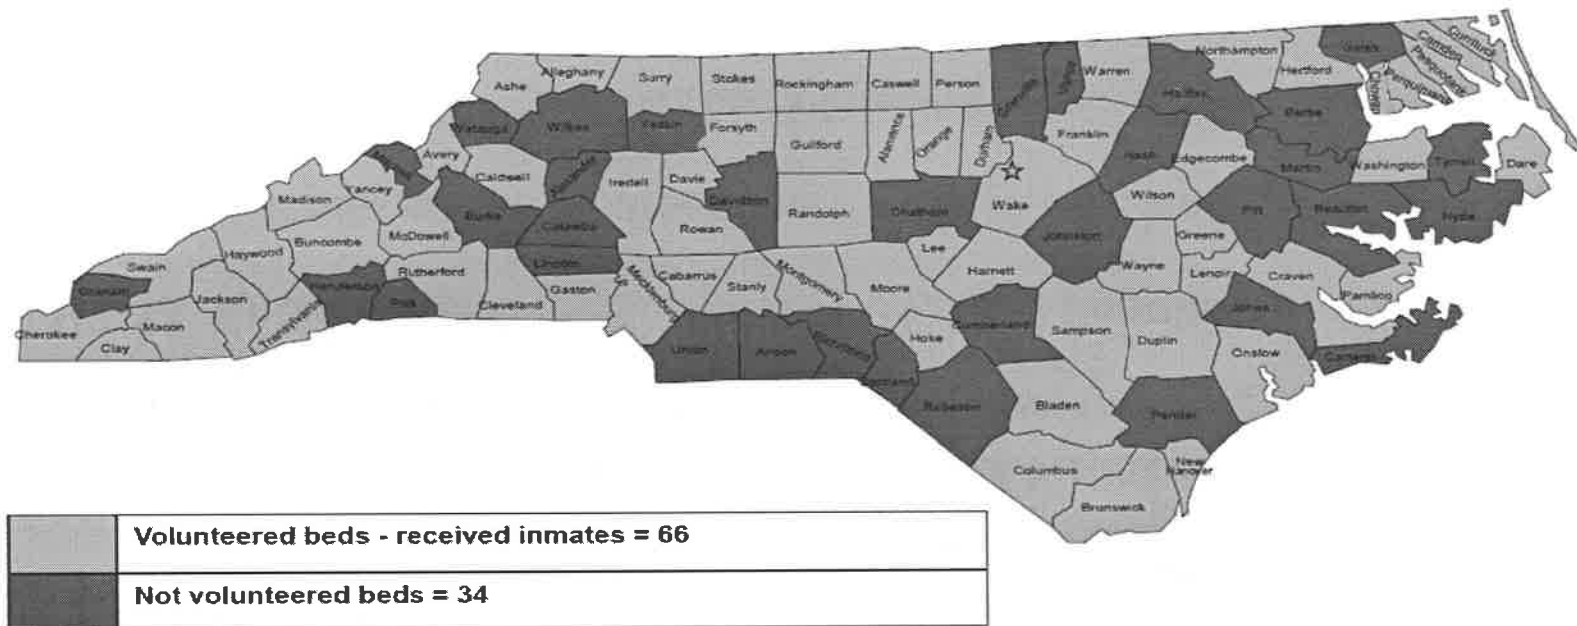 Ashe
Alleghany
Surry
Stokes
Rockingham
Caswell
Person
Granville
Vance
Warren
Northampton
Halifax
Hertford
Gates
Camden
Currituck
Pasquotank
Perquimans
Chowan
Watauga
Wilkes
Yadkin
Forsyth
Guilford
Alamance
Orange
Durham
Franklin
Nash
Edgecombe
Bertie
Martin
Washington
Tyrrell
Dare
Avery
Caldwell
Alexander
Iredell
Davie
Davidson
Randolph
Chatham
Wake
Wilson
Pitt
Beaufort
Hyde
Madison
Yancey
McDowell
Burke
Catawba
Rowan
Lee
Johnston
Greene
Swain
Haywood
Buncombe
Rutherford
Lincoln
Cabarrus
Stanly
Montgomery
Moore
Harnett
Wayne
Lenoir
Craven
Pamlico
Graham
Jackson
Henderson
Polk
Cleveland
Gaston
Mecklenburg
Cherokee
Macon
Clay
Transylvania
Union
Anson
Richmond
Scotland
Hoke
Cumberland
Sampson
Duplin
Jones
Onslow
Carteret
Robeson
Bladen
Pender
Columbus
New
Hanover
Brunswick
Volunteered beds - received inmates = 66
Not volunteered beds = 34